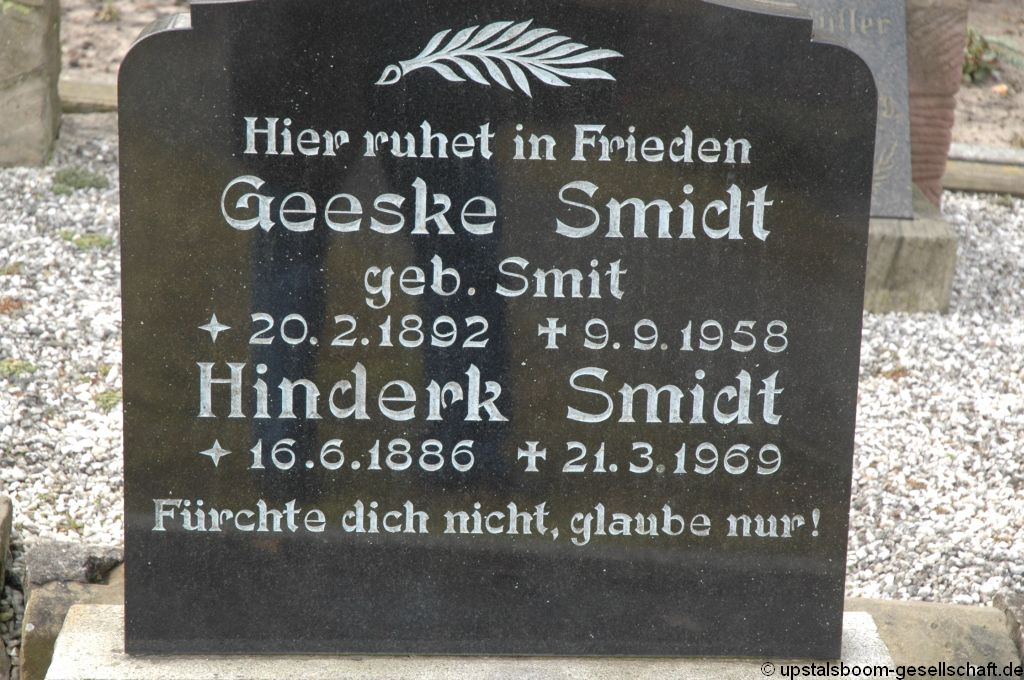 Hier ruhet in Frieden
Geeske Smidt
geb. Smit
✦ 20.2.1892 ✝ 9.9.1958
Hinderk Smidt
✦ 16.6.1886 ✝ 21.3.1969
Fürchte dich nicht, glaube nur!
© upstalsboom-gesellschaft.de